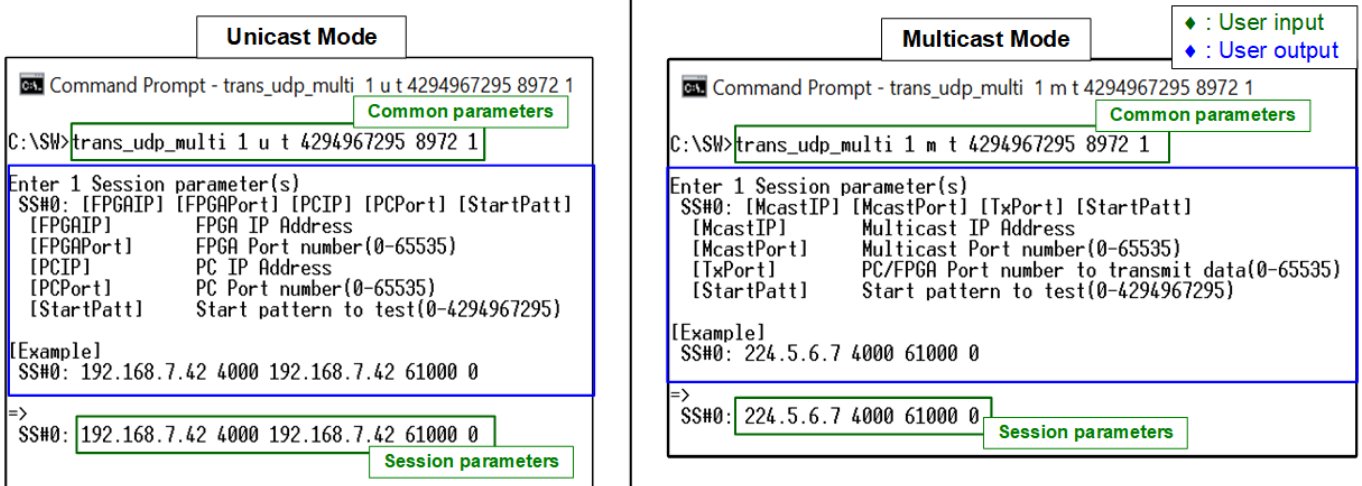 Unicast Mode
Command Prompt - trans_udp_multi 1 u t 4294967295 8972 1
Common parameters
C:\SW>trans_udp_multi 1 u t 4294967295 8972 1
Enter 1 Session parameter(s)
SS#0: [FPGAIP] [FPGAPort] [PCIP] [PCPort] [StartPatt]
[FPGAIP] FPGA IP Address
[FPGAPort] FPGA Port number(0-65535)
[PCIP] PC IP Address
[PCPort] PC Port number(0-65535)
[StartPatt] Start pattern to test(0-4294967295)
[Example]
SS#0: 192.168.7.42 4000 192.168.7.42 61000 0
=>
SS#0: 192.168.7.42 4000 192.168.7.42 61000 0
Session parameters
Multicast Mode
♦ : User input
♦ : User output
Command Prompt - trans_udp_multi 1 m t 4294967295 8972 1
Common parameters
C:\SW>trans_udp_multi 1 m t 4294967295 8972 1
Enter 1 Session parameter(s)
SS#0: [McastIP] [McastPort] [TxPort] [StartPatt]
[McastIP] Multicast IP Address
[McastPort] Multicast Port number(0-65535)
[TxPort] PC/FPGA Port number to transmit data(0-65535)
[StartPatt] Start pattern to test(0-4294967295)
[Example]
SS#0: 224.5.6.7 4000 61000 0
=>
SS#0: 224.5.6.7 4000 61000 0
Session parameters